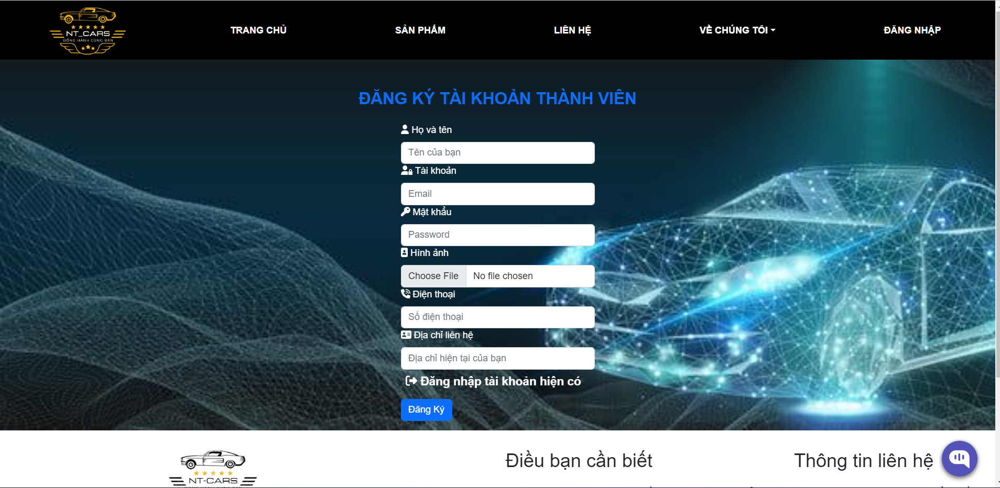 NT_CARS
ĐỒNG HÀNH CÙNG BẠN
TRANG CHỦ
SẢN PHẨM
LIÊN HỆ
VỀ CHÚNG TÔI
ĐĂNG NHẬP
ĐĂNG KÝ TÀI KHOẢN THÀNH VIÊN
Họ và tên
Tên của bạn
Tài khoản
Email
Mật khẩu
Password
Hình ảnh
Choose File No file chosen
Điện thoại
Số điện thoại
Địa chỉ liên hệ
Địa chỉ hiện tại của bạn
Đăng nhập tài khoản hiện có
Đăng Ký
NT-CARS
Điều bạn cần biết
Thông tin liên hệ